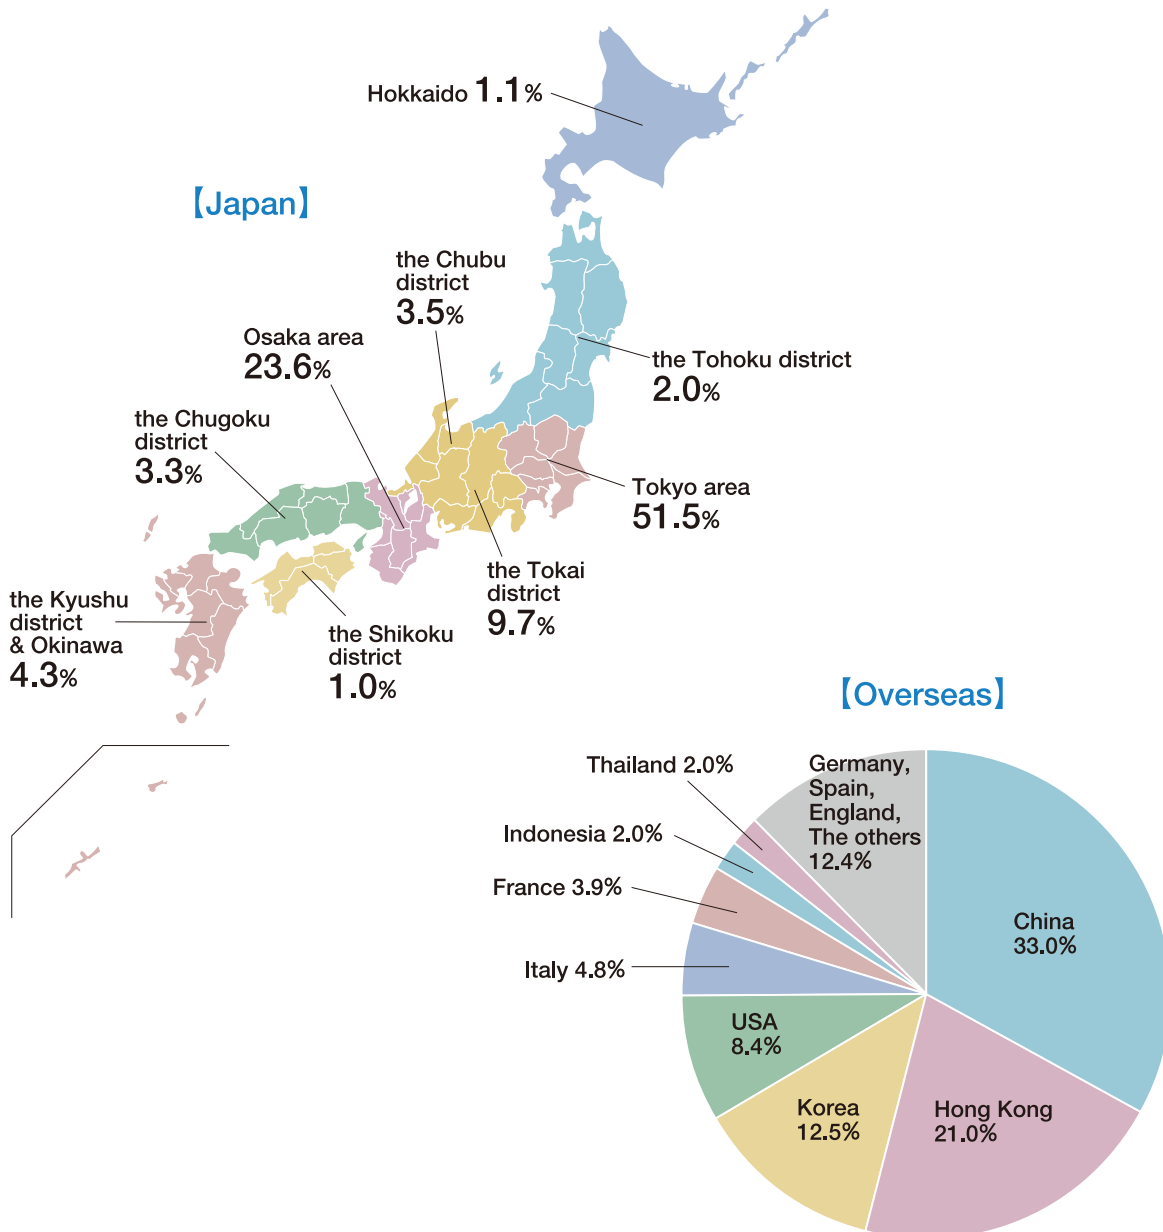 Hokkaido 1.1%
【Japan】
the Chubu
district
3.5%
Osaka area
23.6%
the Tohoku district
2.0%
the Chugoku
district
3.3%
Tokyo area
51.5%
the Tokai
district
9.7%
the Kyushu
district
& Okinawa
4.3%
the Shikoku
district
1.0%
【Overseas】
Thailand 2.0%
Germany,
Spain,
England,
The others
12.4%
Indonesia 2.0%
France 3.9%
China
33.0%
Italy 4.8%
USA
8.4%
Korea
12.5%
Hong Kong
21.0%